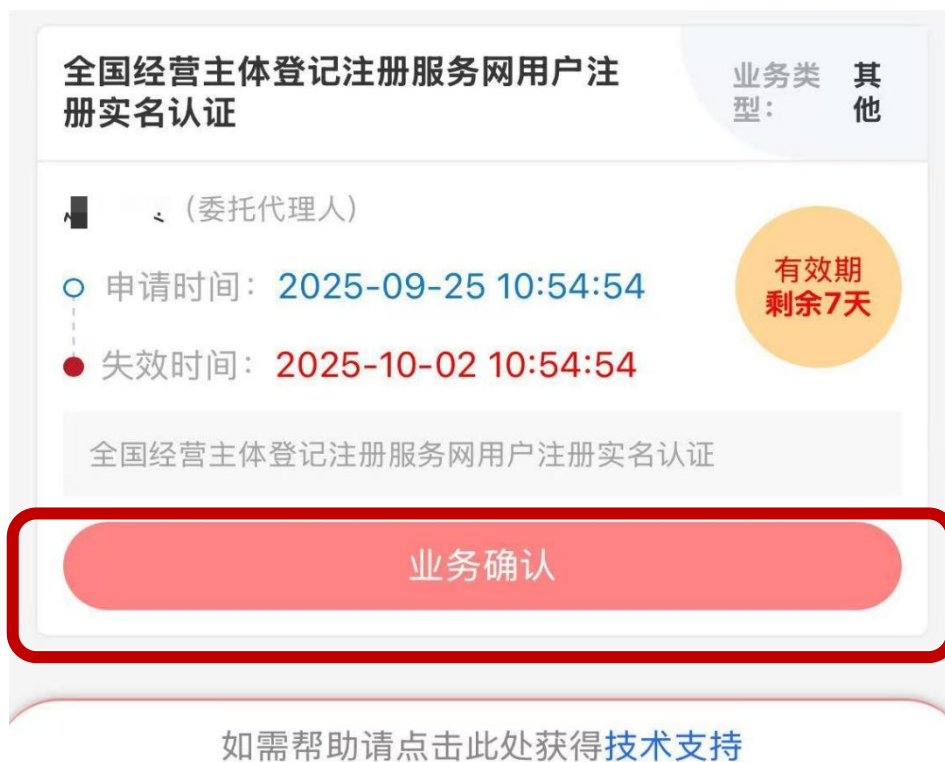 全国经营主体登记注册服务网用户注
册实名认证
业务类
型：
其
他
（委托代理人）
有效期
剩余7天
申请时间：2025-09-25 10:54:54
失效时间：2025-10-02 10:54:54
全国经营主体登记注册服务网用户注册实名认证
业务确认
如需帮助请点击此处获得技术支持